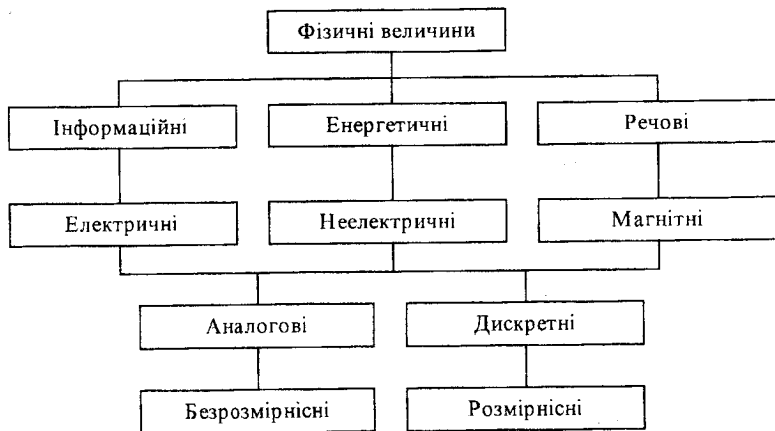 Фізичні величини
Інформаційні
Енергетичні
Речові
Електричні
Неелектричні
Магнітні
Аналогові
Дискретні
Безрозмірнісні
Розмірнісні